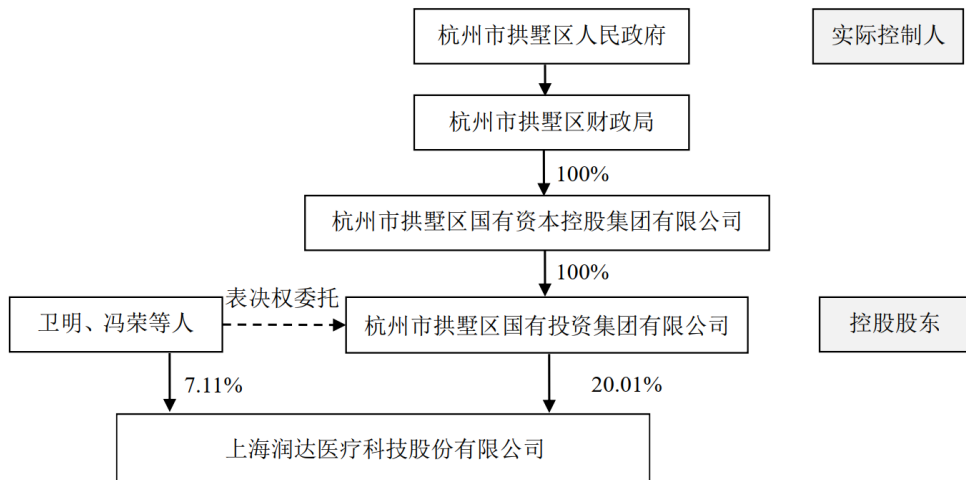 杭州市拱墅区人民政府
实际控制人
杭州市拱墅区财政局
100%
杭州市拱墅区国有资本控股集团有限公司
100%
表决权委托
卫明、冯荣等人
杭州市拱墅区国有投资集团有限公司
控股股东
7.11%
20.01%
上海润达医疗科技股份有限公司